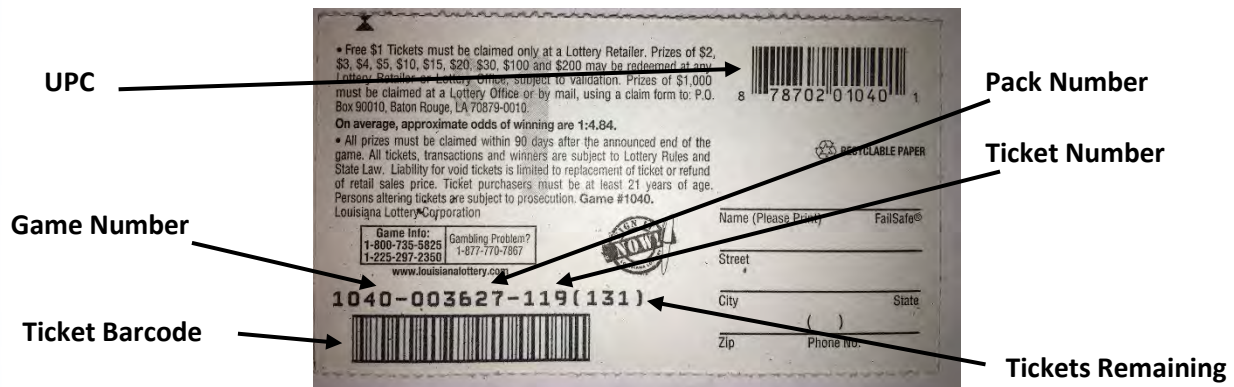 • Free $1 Tickets must be claimed only at a Lottery Retailer. Prizes of $2,
$3, $4, $5, $10, $15, $20, $30, $100 and $200 may be redeemed at any
Lottery Retailer or Lottery Office, subject to validation. Prizes of $1,000
must be claimed at a Lottery Office or by mail, using a claim form to: P.O.
Box 90010, Baton Rouge, LA 70879-0010.
On average, approximate odds of winning are 1:4.84.
• All prizes must be claimed within 90 days after the announced end of the
game. All tickets, transactions and winners are subject to Lottery Rules and
State Law. Liability for void tickets is limited to replacement of ticket or refund
of retail sales price. Ticket purchasers must be at least 21 years of age.
Persons altering tickets are subject to prosecution. Game #1040.
Louisiana Lottery Corporation
Game Info:
1-800-735-5825
1-225-297-2350
Gambling Problem?
1-877-770-7867
www.louisianalottery.com
NOW!
1040-003627-119(131)
8 78702 01040 1
RECYCLABLE PAPER
Name (Please Print) FailSafe©
Street
City State
( )
Zip Phone No.
UPC
Game Number
Ticket Barcode
Pack Number
Ticket Number
Tickets Remaining